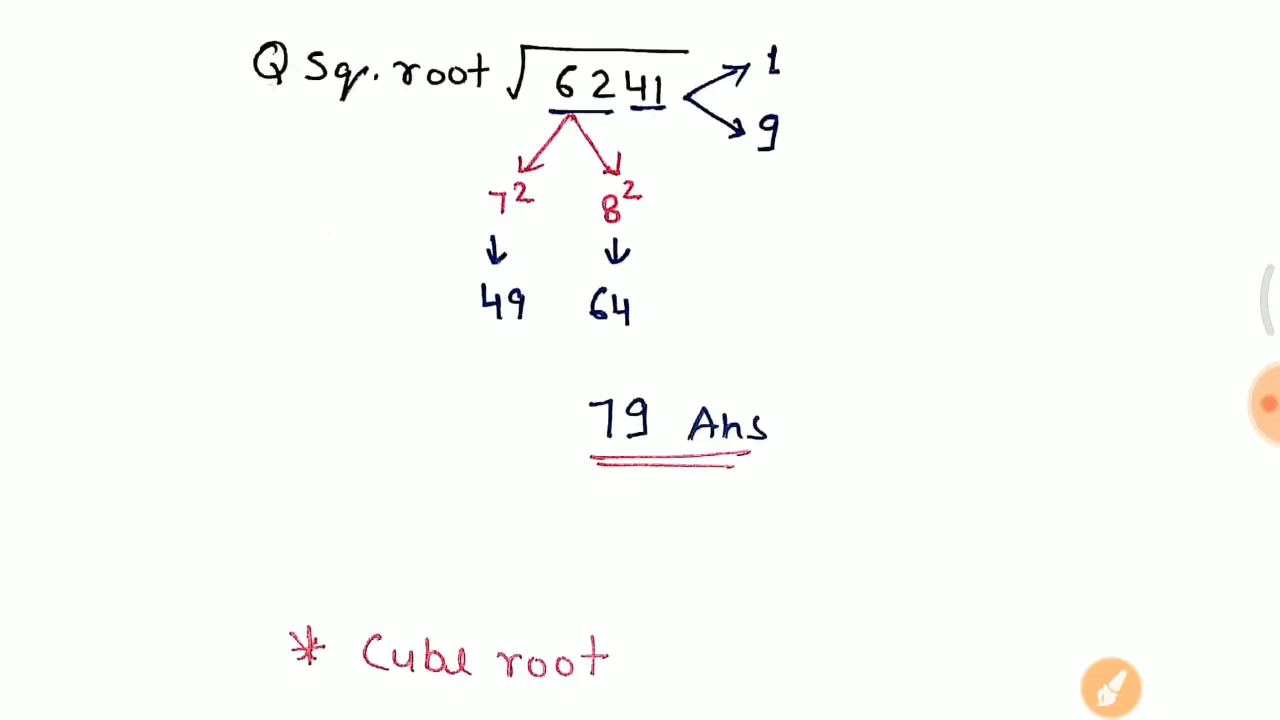 Q Sq. root √6241 1
9
7² 8²
49 64
79 Ans
* Cube root